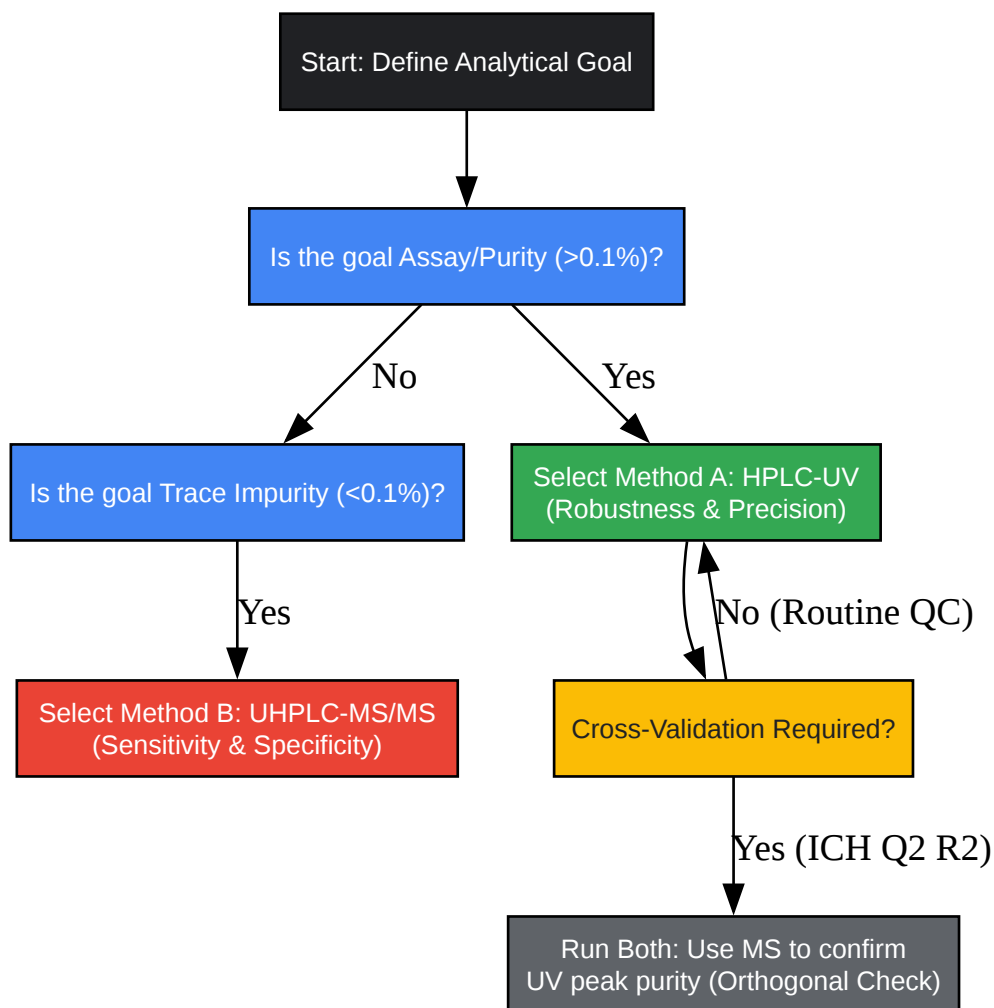 Start: Define Analytical Goal
Is the goal Assay/Purity (>0.1%)?
No
Yes
Is the goal Trace Impurity (<0.1%)?
Select Method A: HPLC-UV
(Robustness & Precision)
Yes
No (Routine QC)
Select Method B: UHPLC-MS/MS
(Sensitivity & Specificity)
Cross-Validation Required?
Yes (ICH Q2 R2)
Run Both: Use MS to confirm
UV peak purity (Orthogonal Check)